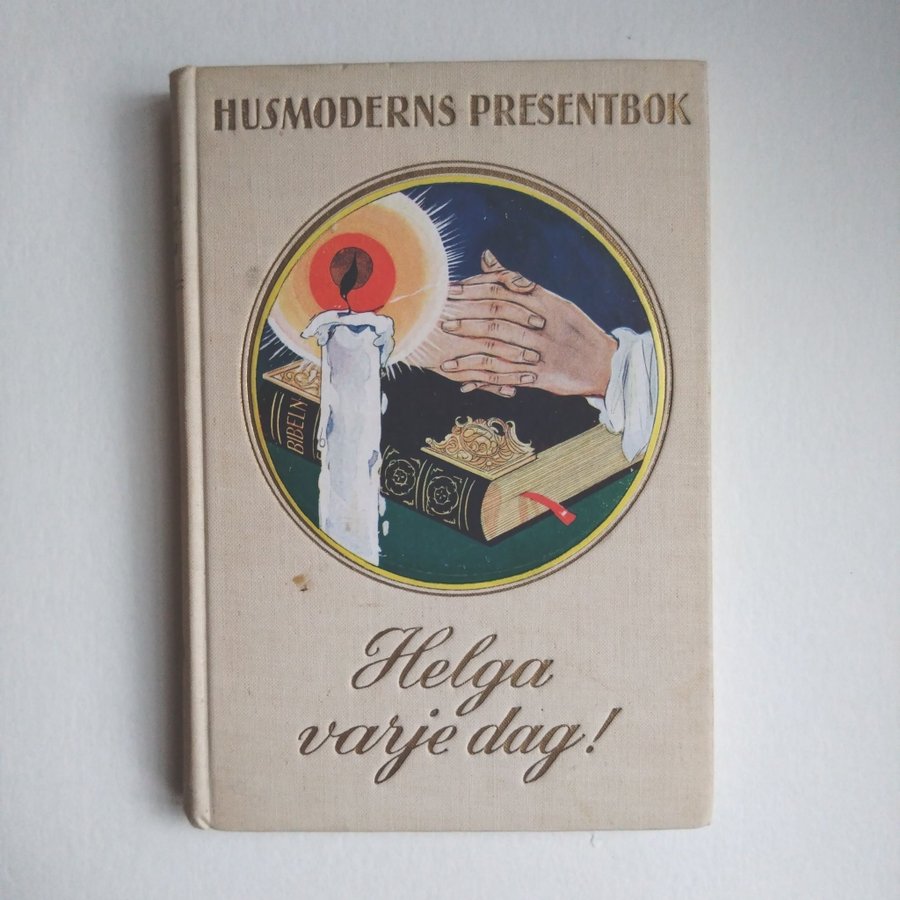 HUSMODERNS PRESENTBOK
BIBELN
Helga
varje dag!